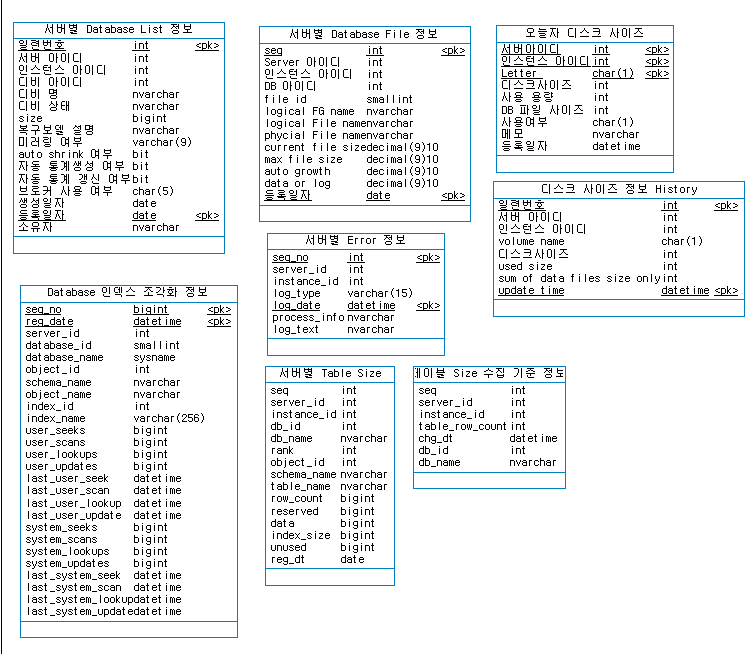 서버별 Database List 정보
일련번호 int <pk>
서버 아이디 int
인스턴스 아이디 int
디비 아이디 int
디비 명 nvarchar
디비 상태 nvarchar
size bigint
복구모델 설명 nvarchar
미러링 여부 varchar(9)
auto shrink 여부 bit
자동 통계생성 여부 bit
자동 통계 갱신 여부 bit
브로커 사용 여부 char(5)
생성일자 date
등록일자 date <pk>
소유자 nvarchar
서버별 Database File 정보
seq int <pk>
Server 아이디 int
인스턴스 아이디 int
DB 아이디 int
file id smallint
logical FG name nvarchar
logical File name nvarchar
phycial File name nvarchar
current file size decimal(9)10
max file size decimal(9)10
auto growth decimal(9)10
data or log decimal(9)10
등록일자 date <pk>
오늘자 디스크 사이즈
서버아이디 int <pk>
인스턴스 아이디 int <pk>
Letter char(1) <pk>
디스크사이즈 int
사용 용량 int
DB 파일 사이즈 int
사용여부 char(1)
메모 nvarchar
등록일자 datetime
디스크 사이즈 정보 History
일련번호 int <pk>
서버 아이디 int
인스턴스 아이디 int
volume name char(1)
디스크사이즈 int
used size int
sum of data files size only int
update time datetime <pk>
서버별 Error 정보
seq_no int <pk>
server_id int
instance_id int
log_type varchar(15)
log_date datetime <pk>
process_info nvarchar
log_text nvarchar
Database 인덱스 조각화 정보
seq_no bigint <pk>
reg_date datetime <pk>
server_id int
database_id smallint
database_name sysname
object_id int
schema_name nvarchar
object_name nvarchar
index_id int
index_name varchar(256)
user_seeks bigint
user_scans bigint
user_lookups bigint
user_updates bigint
last_user_seek datetime
last_user_scan datetime
last_user_lookup datetime
last_user_update datetime
system_seeks bigint
system_scans bigint
system_lookups bigint
system_updates bigint
last_system_seek datetime
last_system_scan datetime
last_system_lookup datetime
last_system_update datetime
서버별 Table Size
seq int
server_id int
instance_id int
db_id int
db_name nvarchar
rank int
object_id int
schema_name nvarchar
table_name nvarchar
row_count bigint
reserved bigint
data bigint
index_size bigint
unused bigint
reg_dt date
테이블 Size 수집 기준 정보
seq int
server_id int
instance_id int
table_row_count int
chg_dt datetime
db_id int
db_name nvarchar